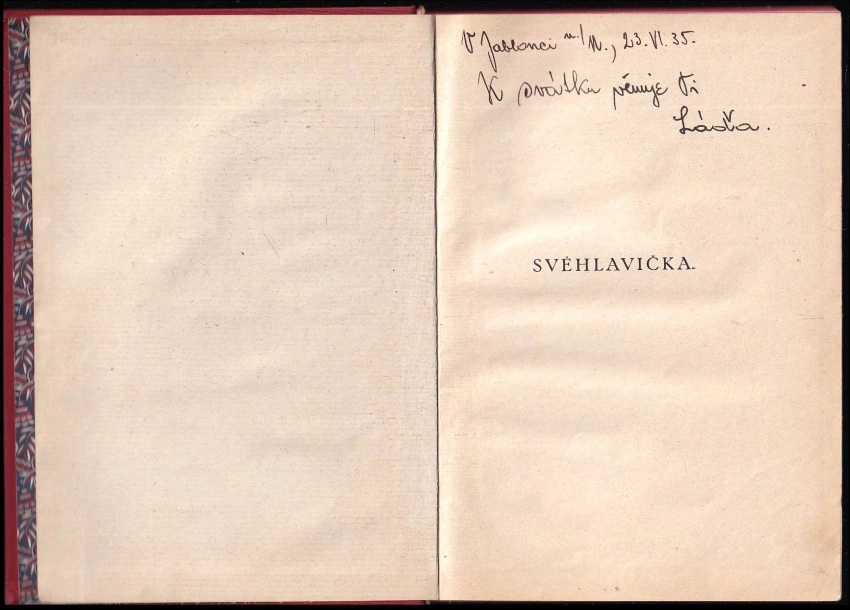 V Jablonci n./N., 23.VI.35.
K svátku věnuje Ti
Láďa.
SVÉHLAVIČKA.